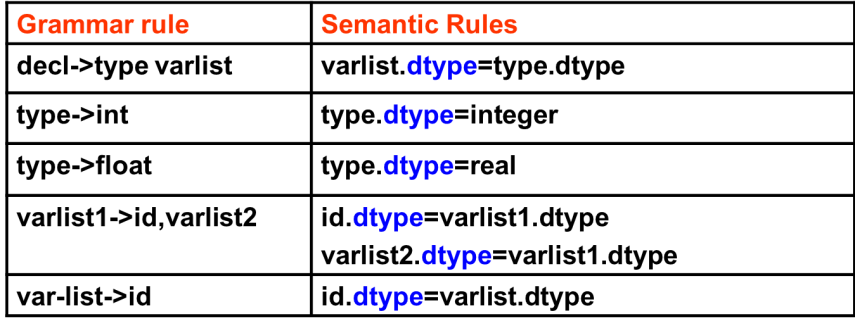 Grammar rule Semantic Rules
decl->type varlist varlist.dtype=type.dtype
type->int type.dtype=integer
type->float type.dtype=real
varlist1->id,varlist2 id.dtype=varlist1.dtype
varlist2.dtype=varlist1.dtype
var-list->id id.dtype=varlist.dtype